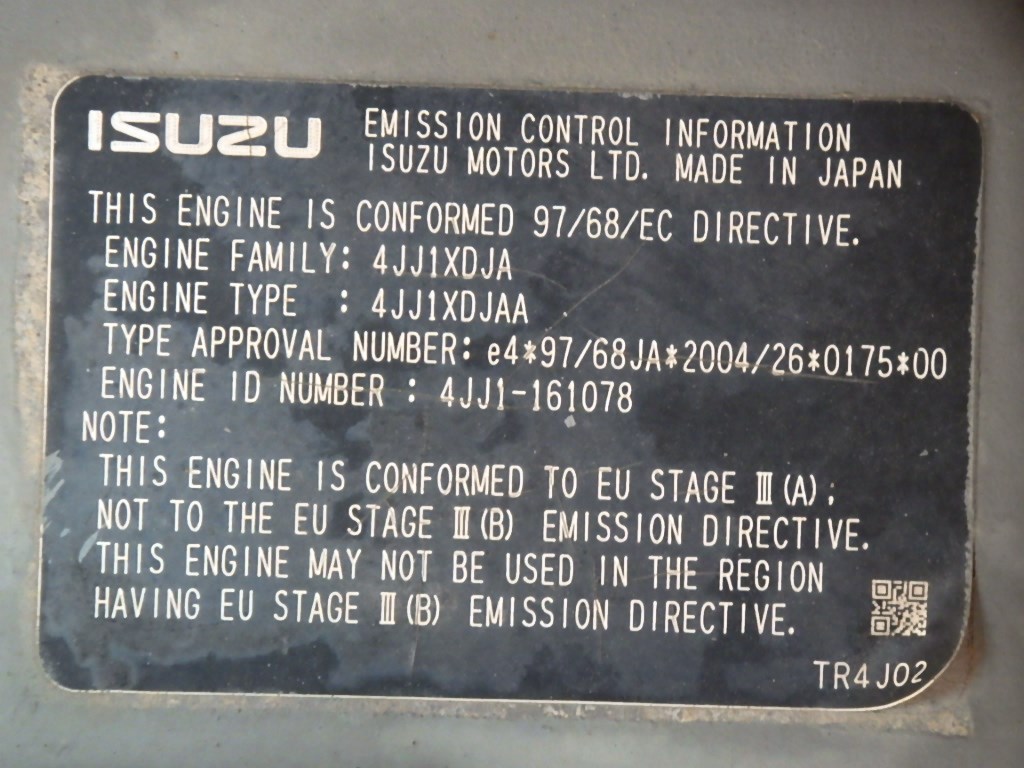 ISUZU
EMISSION CONTROL INFORMATION
ISUZU MOTORS LTD. MADE IN JAPAN
THIS ENGINE IS CONFORMED 97/68/EC DIRECTIVE.
ENGINE FAMILY: 4JJ1XDJA
ENGINE TYPE : 4JJ1XDJAA
TYPE APPROVAL NUMBER: e4*97/68JA*2004/26*0175*00
ENGINE ID NUMBER : 4JJ1-161078
NOTE:
THIS ENGINE IS CONFORMED TO EU STAGE Ⅲ(A);
NOT TO THE EU STAGE Ⅲ(B) EMISSION DIRECTIVE.
THIS ENGINE MAY NOT BE USED IN THE REGION
HAVING EU STAGE Ⅲ(B) EMISSION DIRECTIVE.
TR4J02